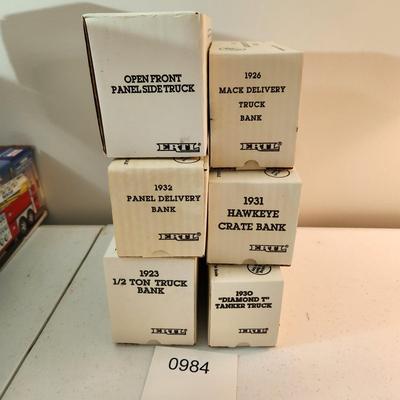 OPEN FRONT
PANEL SIDE TRUCK
ERTL
1926
MACK DELIVERY
TRUCK
BANK
ERTL
1932
PANEL DELIVERY
BANK
ERTL
1931
HAWKEYE
CRATE BANK
ERTL
1923
1/2 TON TRUCK
BANK
ERTL
1930
"DIAMOND T"
TANKER TRUCK
ERTL
0984